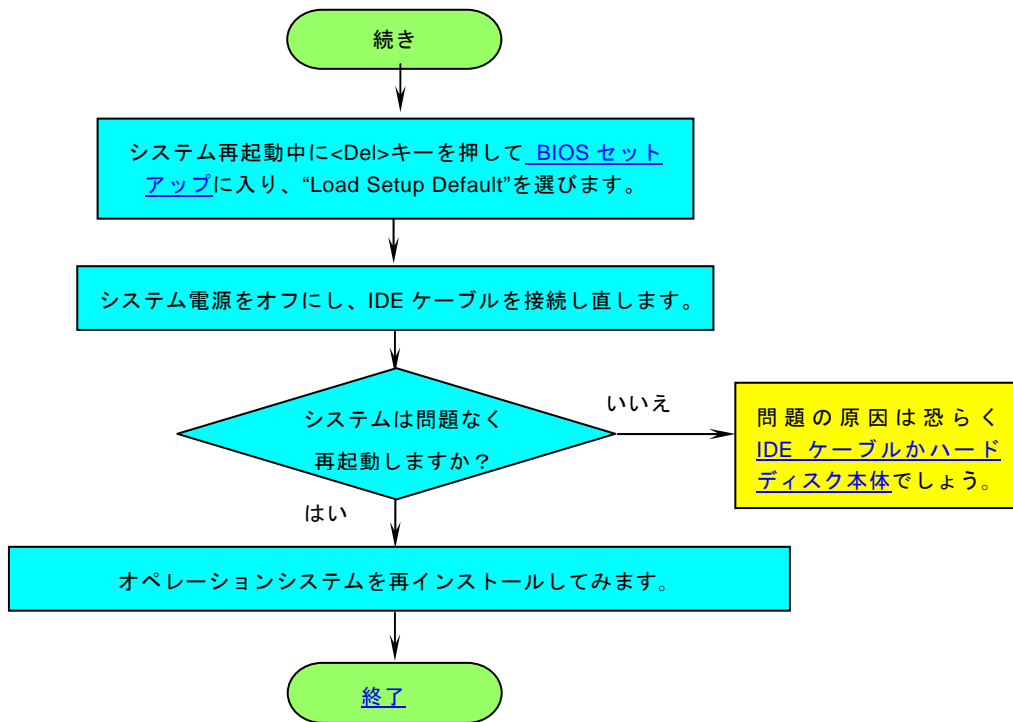 続き
システム再起動中に<Del>キーを押して BIOS セット
アップに入り、“Load Setup Default”を選びます。
システム電源をオフにし、IDE ケーブルを接続し直します。
システムは問題なく
再起動しますか？
いいえ
問題の原因は恐らく
IDE ケーブルかハード
ディスク本体でしょう。
はい
オペレーションシステムを再インストールしてみます。
終了